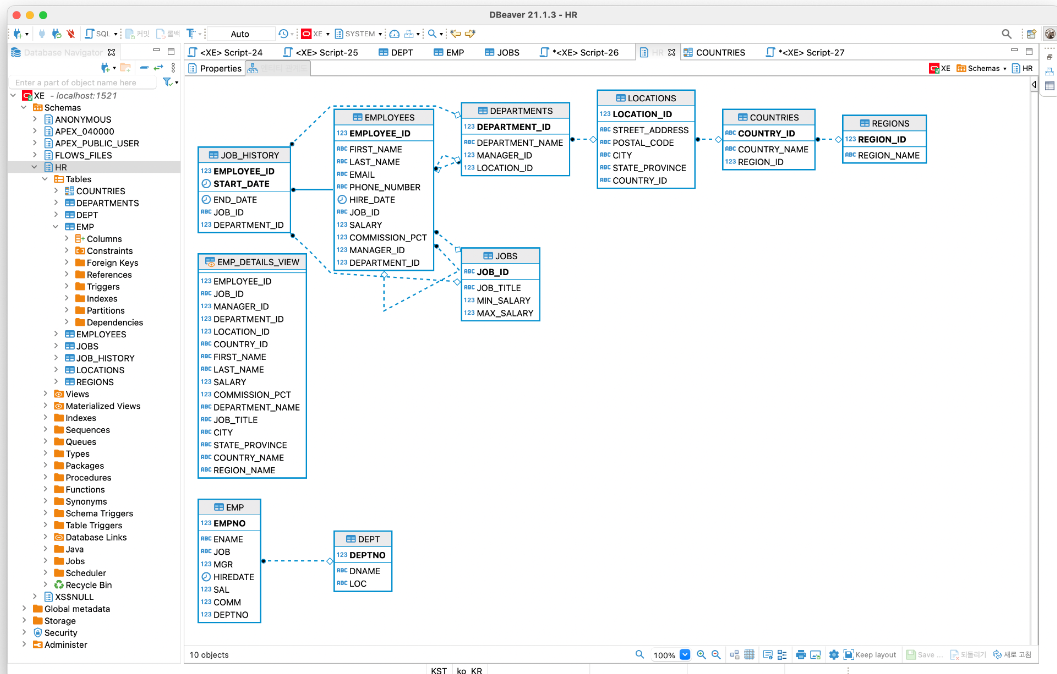 DBeaver 21.1.3 - HR
SQL
커밋
롤백
T
Auto
XE
SYSTEM
Database Navigator
<XE> Script-24
<XE> Script-25
DEPT
EMP
JOBS
*<XE> Script-26
HR
COUNTRIES
*<XE> Script-27
Properties
XE
Schemas
HR
Enter a part of object name here
XE - localhost:1521
Schemas
ANONYMOUS
APEX_040000
APEX_PUBLIC_USER
FLOWS_FILES
HR
Tables
COUNTRIES
DEPARTMENTS
DEPT
EMP
Columns
Constraints
Foreign Keys
References
Triggers
Indexes
Partitions
Dependencies
EMPLOYEES
JOBS
JOB_HISTORY
LOCATIONS
REGIONS
Views
Materialized Views
Indexes
Sequences
Queues
Types
Packages
Procedures
Functions
Synonyms
Schema Triggers
Table Triggers
Database Links
Java
Jobs
Scheduler
Recycle Bin
XS$NULL
Global metadata
Storage
Security
Administer
JOB_HISTORY
123 EMPLOYEE_ID
START_DATE
END_DATE
ABC JOB_ID
123 DEPARTMENT_ID
EMPLOYEES
123 EMPLOYEE_ID
ABC FIRST_NAME
ABC LAST_NAME
ABC EMAIL
ABC PHONE_NUMBER
HIRE_DATE
ABC JOB_ID
123 SALARY
123 COMMISSION_PCT
123 MANAGER_ID
123 DEPARTMENT_ID
DEPARTMENTS
123 DEPARTMENT_ID
ABC DEPARTMENT_NAME
123 MANAGER_ID
123 LOCATION_ID
LOCATIONS
123 LOCATION_ID
ABC STREET_ADDRESS
ABC POSTAL_CODE
ABC CITY
ABC STATE_PROVINCE
ABC COUNTRY_ID
COUNTRIES
ABC COUNTRY_ID
ABC COUNTRY_NAME
123 REGION_ID
REGIONS
123 REGION_ID
ABC REGION_NAME
JOBS
ABC JOB_ID
ABC JOB_TITLE
123 MIN_SALARY
123 MAX_SALARY
EMP_DETAILS_VIEW
123 EMPLOYEE_ID
ABC JOB_ID
123 MANAGER_ID
123 DEPARTMENT_ID
123 LOCATION_ID
ABC COUNTRY_ID
ABC FIRST_NAME
ABC LAST_NAME
123 SALARY
123 COMMISSION_PCT
ABC DEPARTMENT_NAME
ABC JOB_TITLE
ABC CITY
ABC STATE_PROVINCE
ABC COUNTRY_NAME
ABC REGION_NAME
EMP
123 EMPNO
ABC ENAME
ABC JOB
123 MGR
HIREDATE
123 SAL
123 COMM
123 DEPTNO
DEPT
123 DEPTNO
ABC DNAME
ABC LOC
10 objects
100%
Keep layout
Save ...
되돌리기
새로 고침
KST
ko_KR